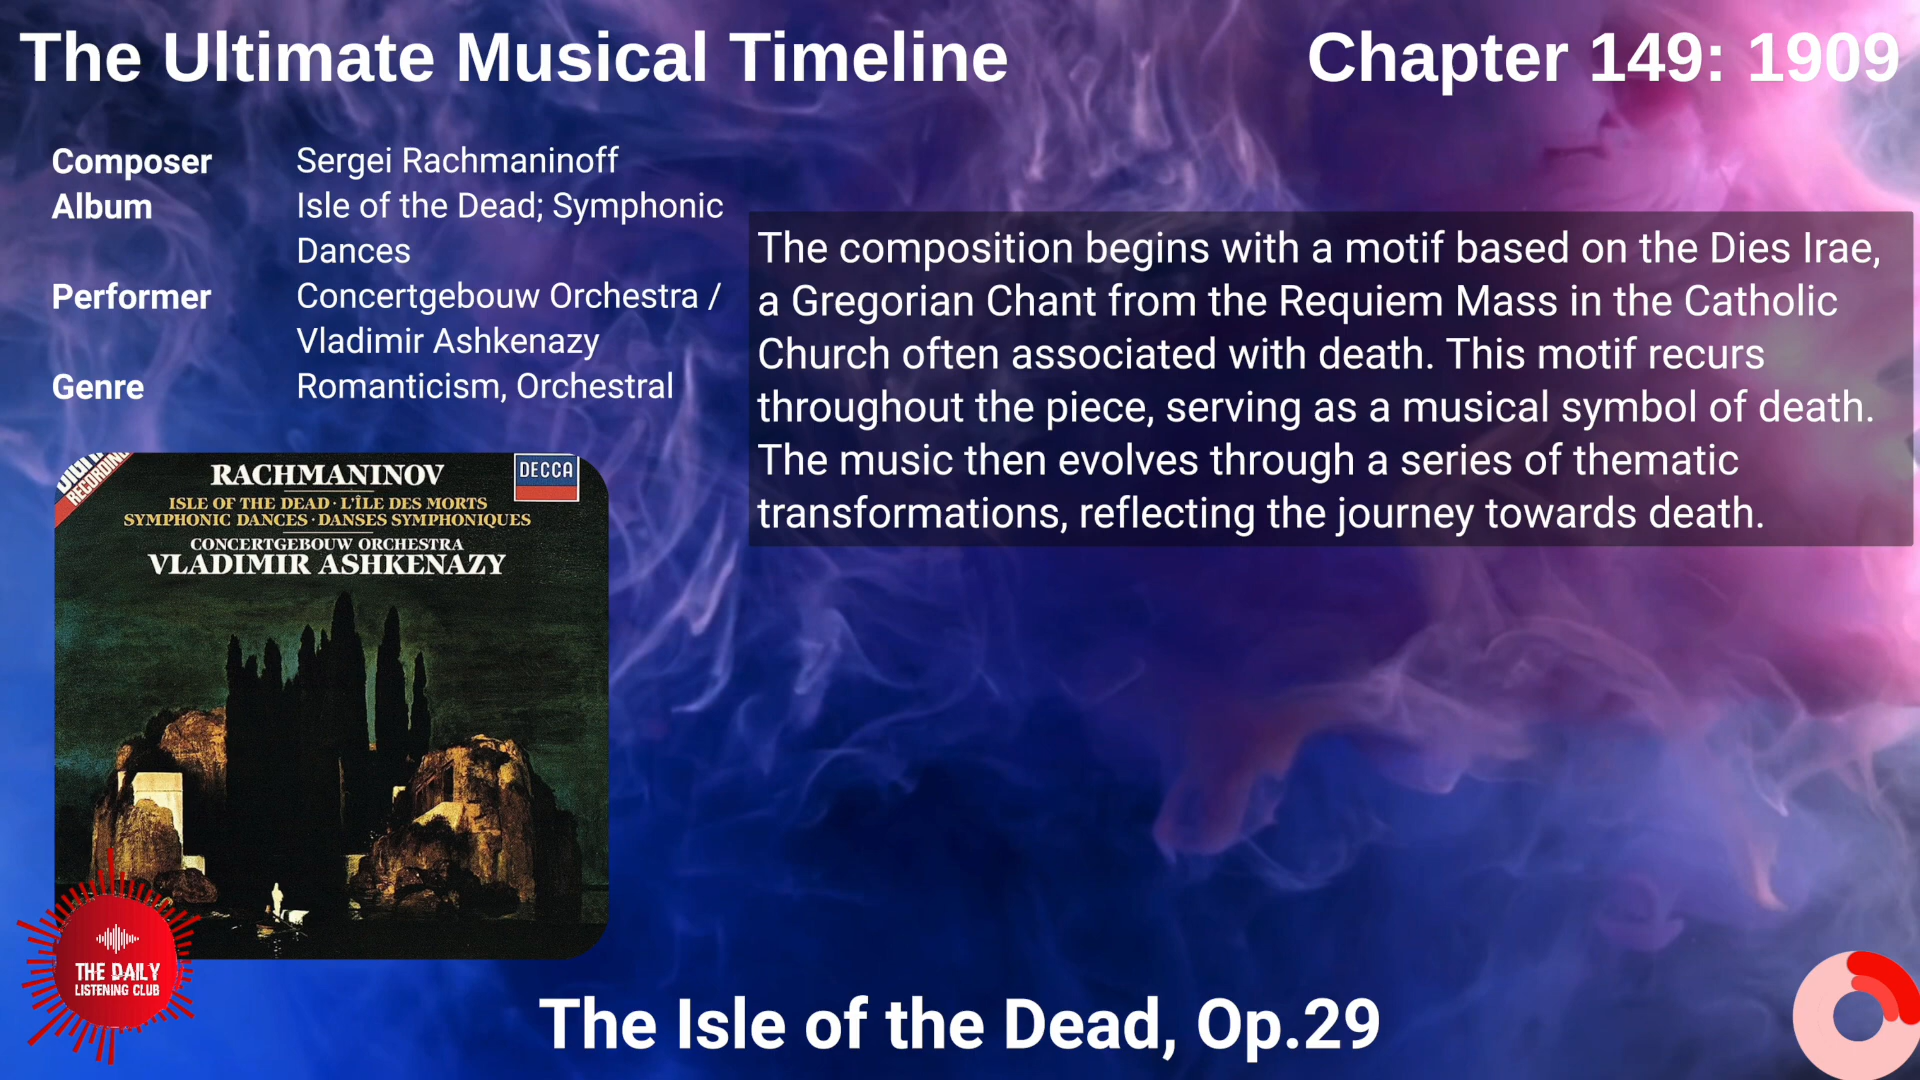 The Ultimate Musical Timeline
Chapter 149: 1909
Composer Sergei Rachmaninoff
Album Isle of the Dead; Symphonic
Dances
Performer Concertgebouw Orchestra /
Vladimir Ashkenazy
Genre Romanticism, Orchestral
The composition begins with a motif based on the Dies Irae,
a Gregorian Chant from the Requiem Mass in the Catholic
Church often associated with death. This motif recurs
throughout the piece, serving as a musical symbol of death.
The music then evolves through a series of thematic
transformations, reflecting the journey towards death.
RECORDING
DECCA
RACHMANINOV
ISLE OF THE DEAD · L'ÎLE DES MORTS
SYMPHONIC DANCES · DANSES SYMPHONIQUES
CONCERTGEBOUW ORCHESTRA
VLADIMIR ASHKENAZY
THE DAILY
LISTENING CLUB
The Isle of the Dead, Op.29